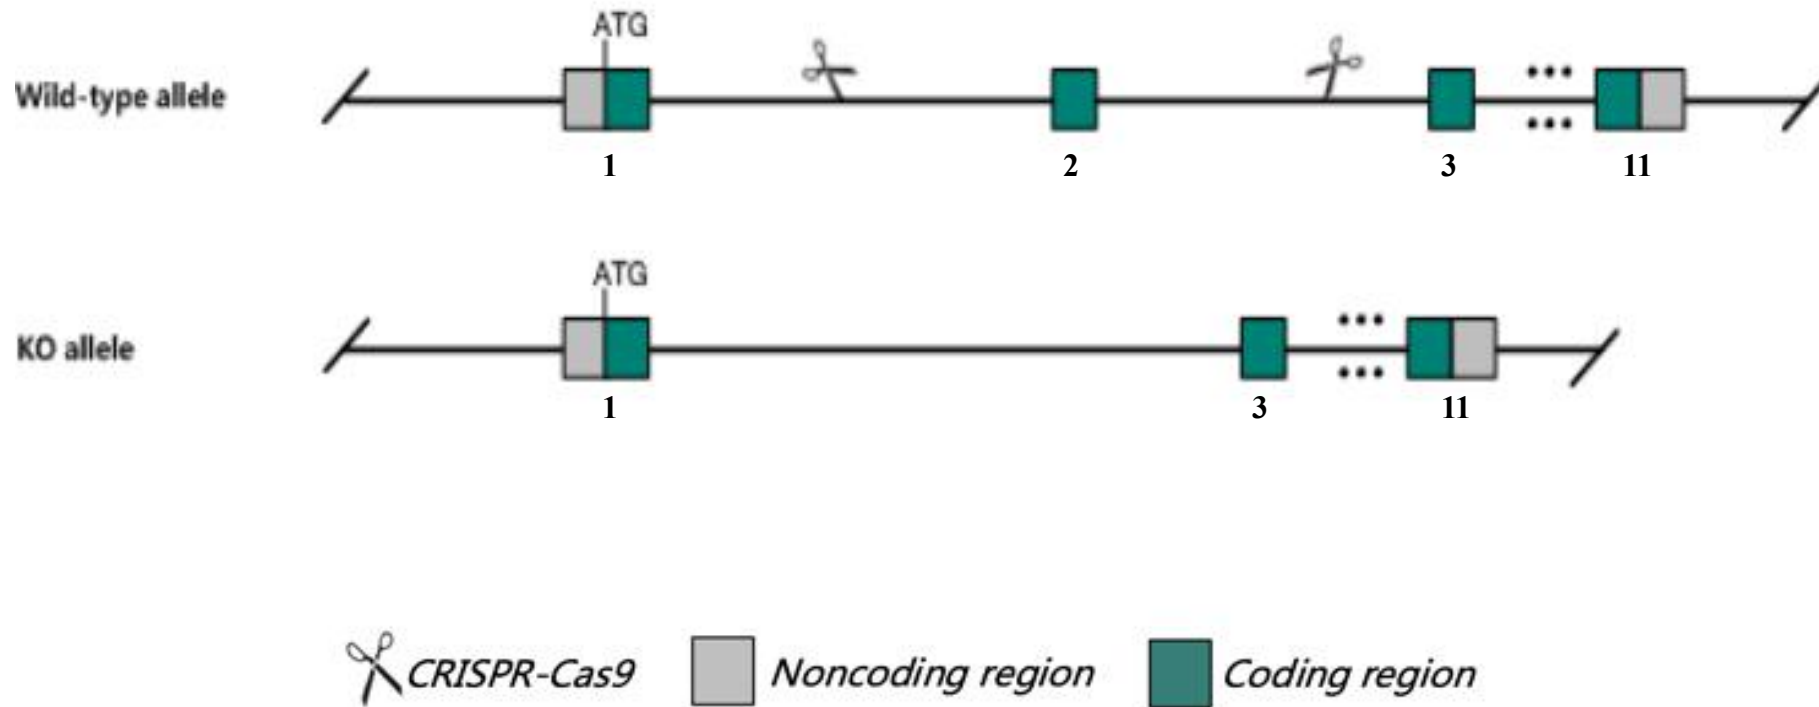 ATG
Wild-type allele
1 2 3 11
ATG
KO allele
1 3 11
CRISPR-Cas9 Noncoding region Coding region